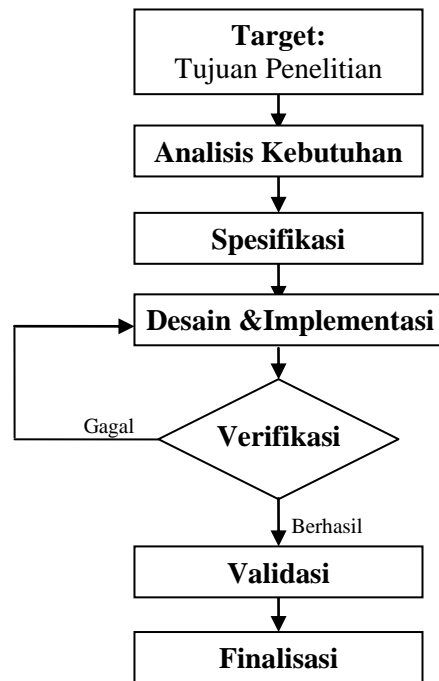 Target:
Tujuan Penelitian
Analisis Kebutuhan
Spesifikasi
Desain &Implementasi
Gagal
Verifikasi
Berhasil
Validasi
Finalisasi